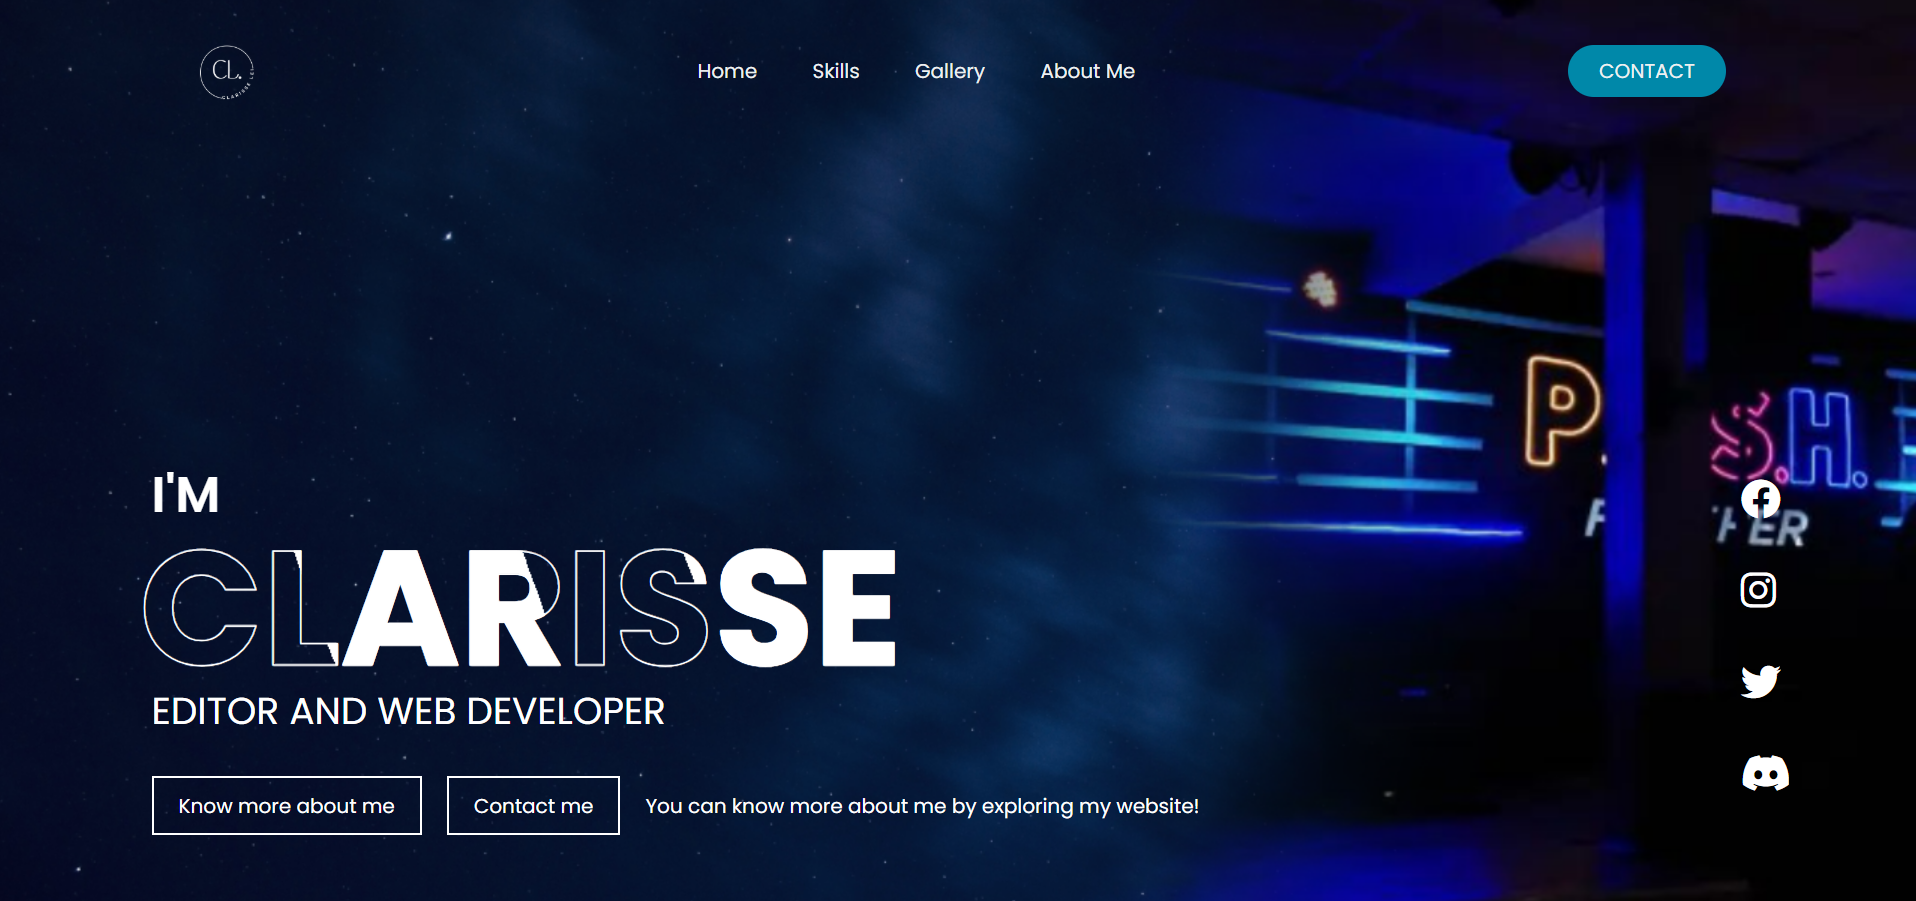 CL.
CLARISSE
Home
Skills
Gallery
About Me
CONTACT
P.
S.H.
I'M
CLARISSE
EDITOR AND WEB DEVELOPER
Know more about me
Contact me
You can know more about me by exploring my website!